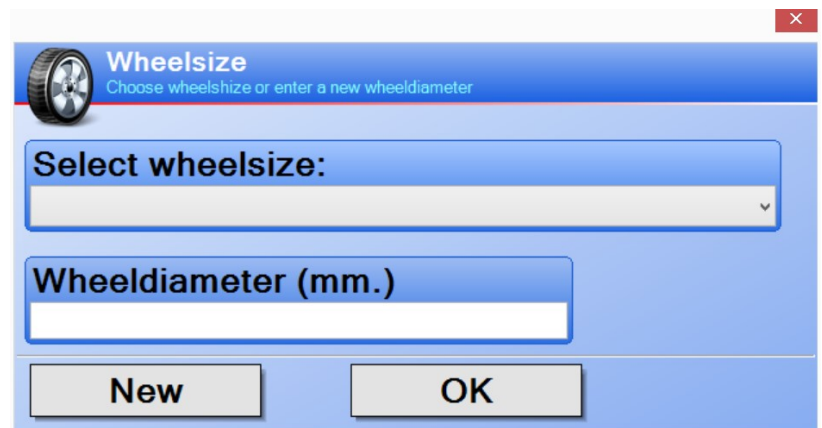 Wheelsize
Choose wheelshize or enter a new wheeldiameter
Select wheelsize:
Wheeldiameter (mm.)
New
OK